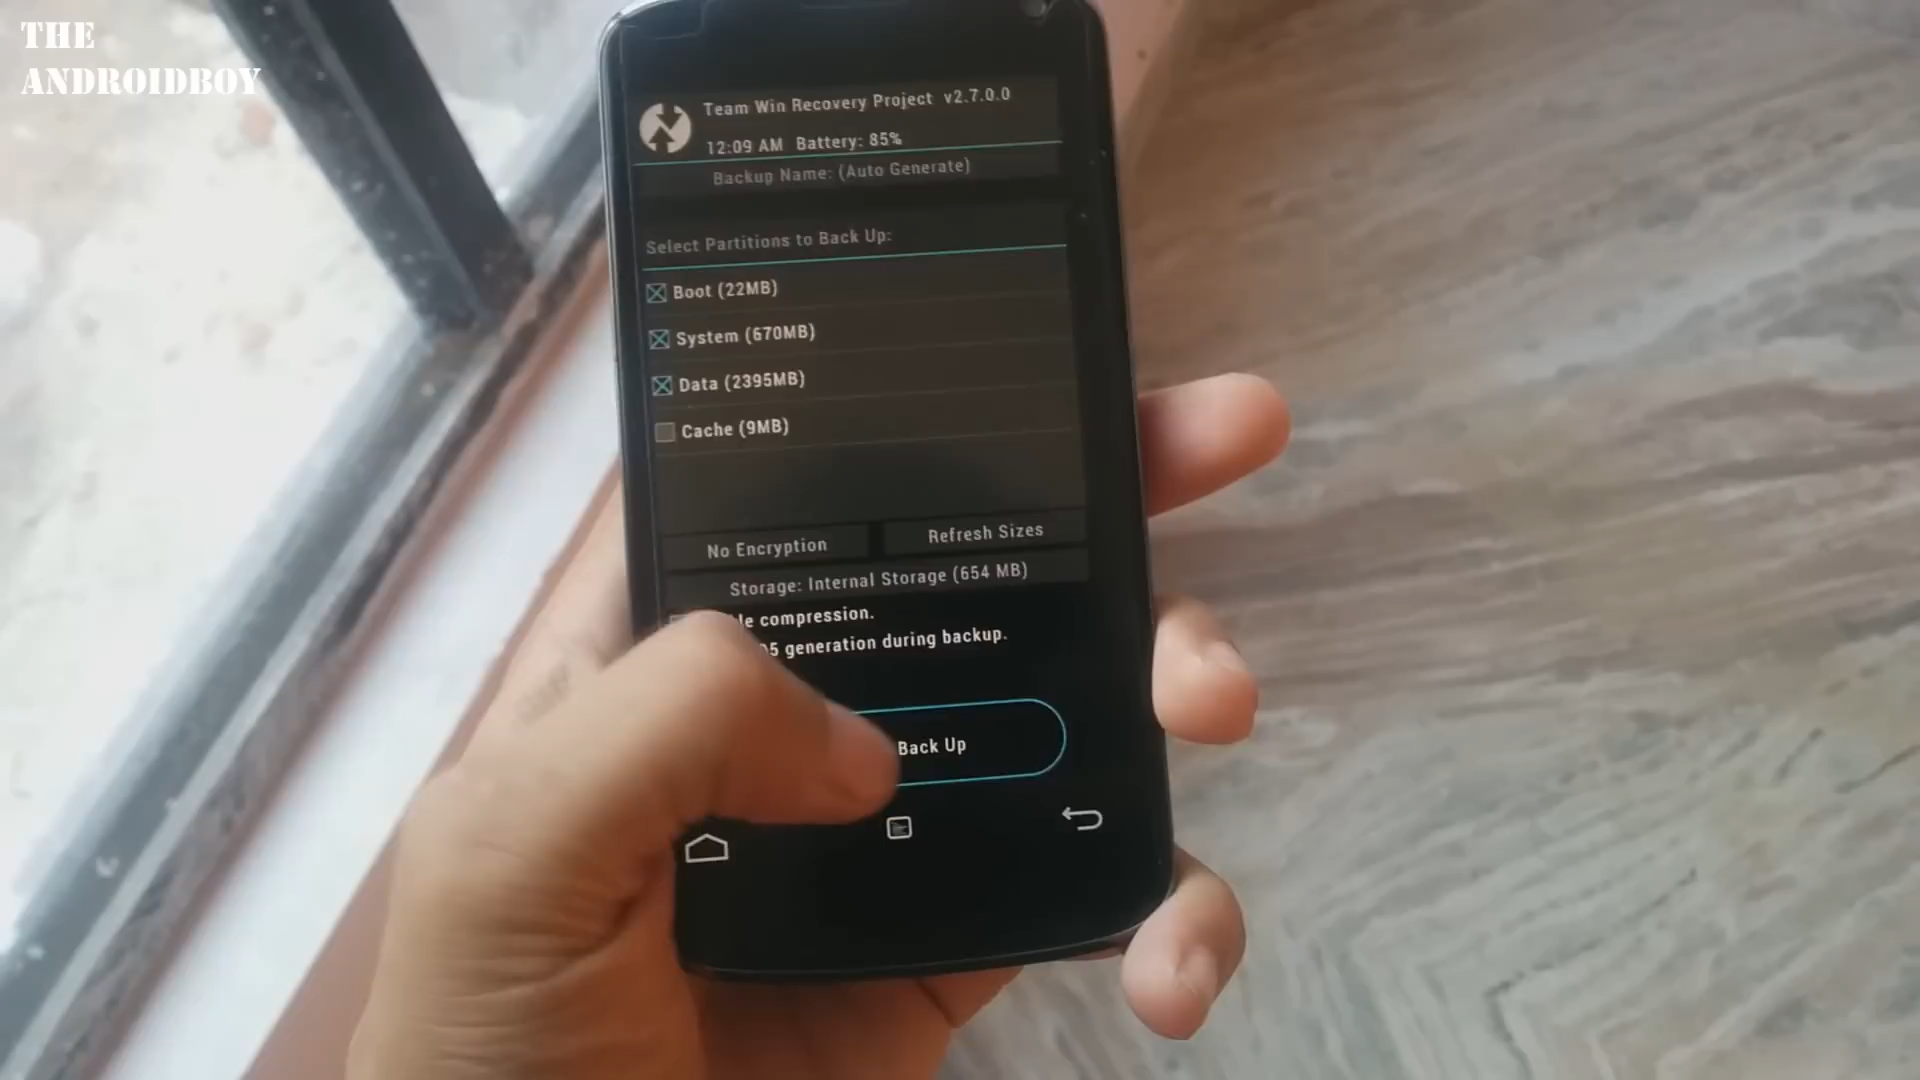 THE
ANDROIDBOY
Team Win Recovery Project v2.7.0.0
12:09 AM Battery: 85%
Backup Name: (Auto Generate)
Select Partitions to Back Up:
Boot (22MB)
System (670MB)
Data (2395MB)
Cache (9MB)
No Encryption
Refresh Sizes
Storage: Internal Storage (654 MB)
compression.
generation during backup.
Back Up